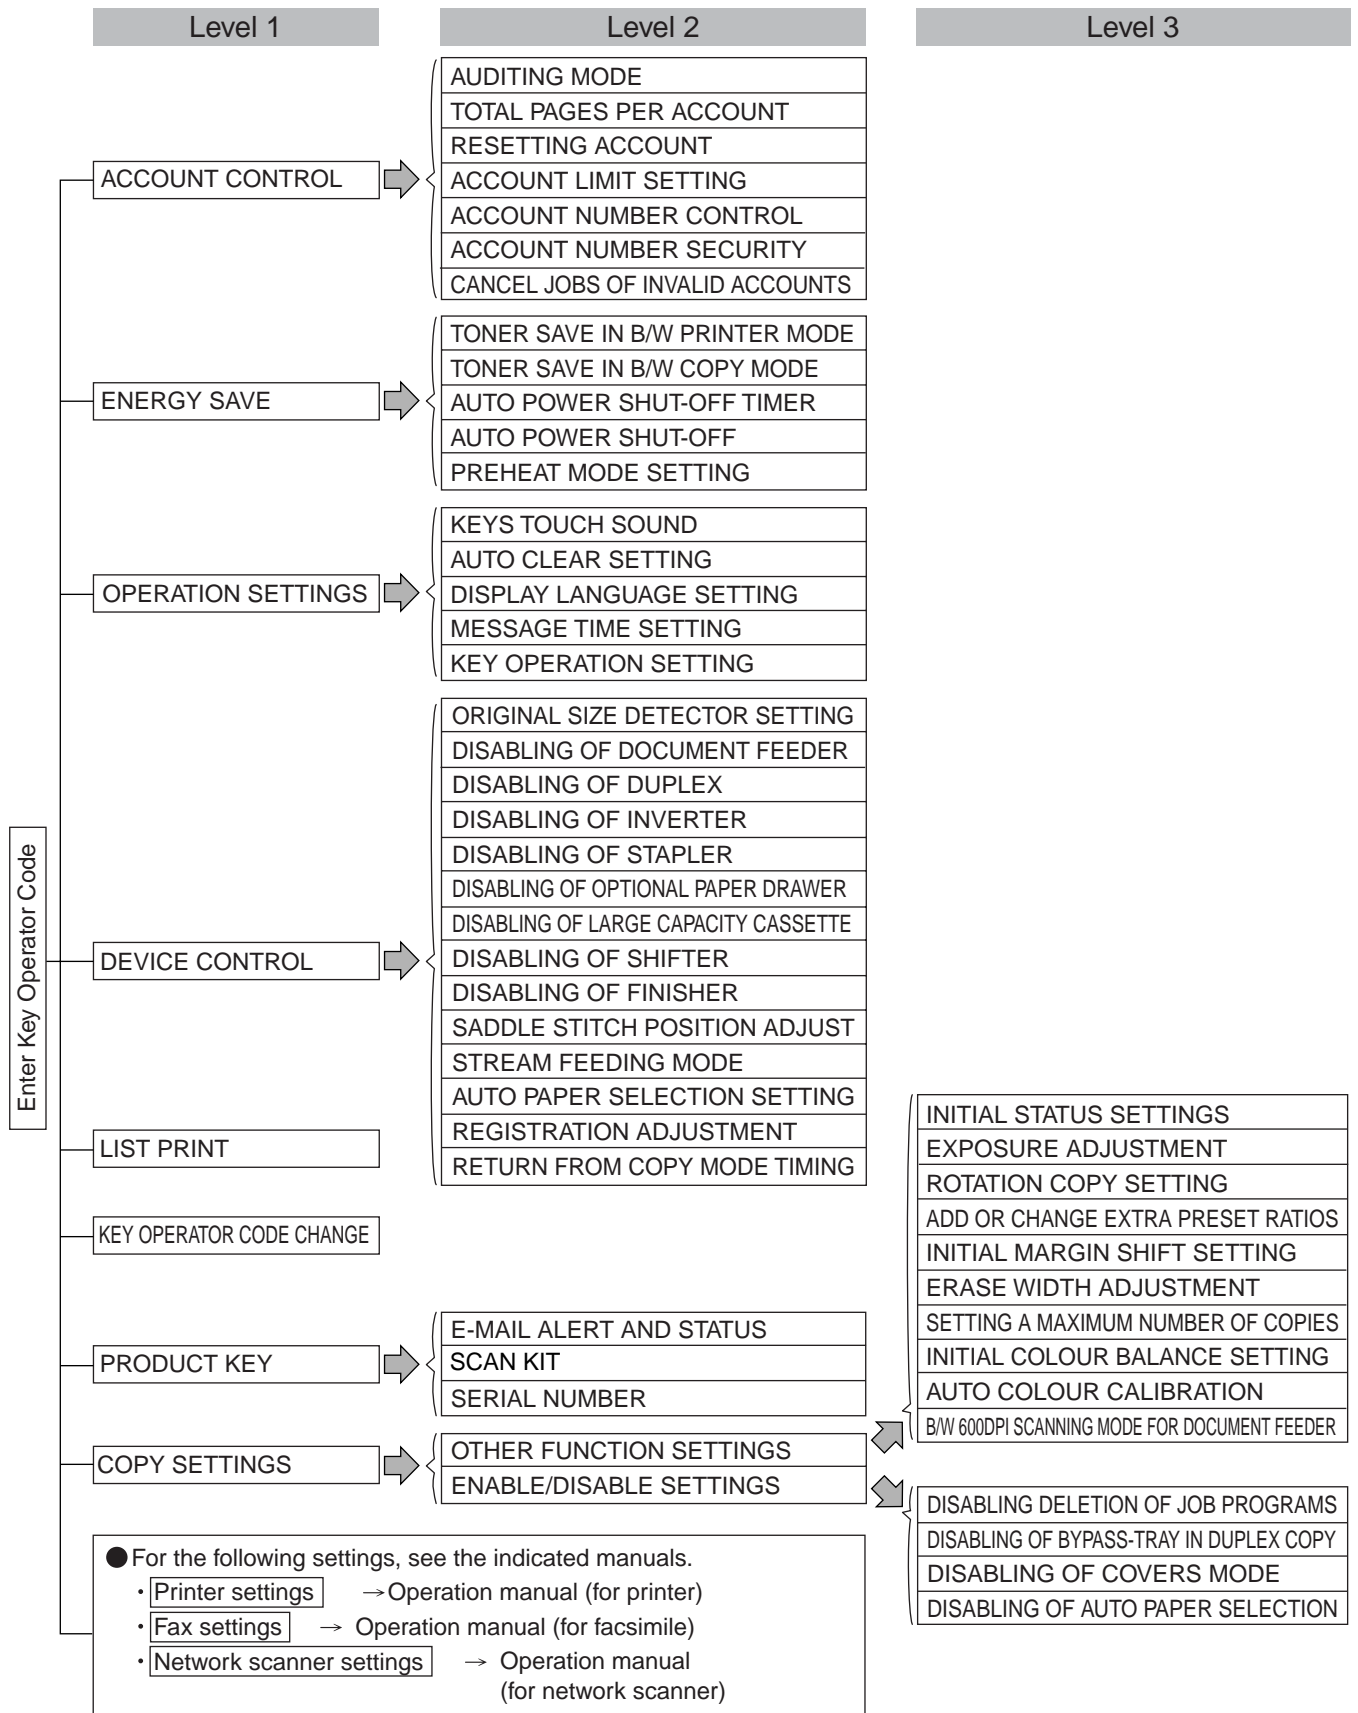 Level 1
Level 2
Level 3
Enter Key Operator Code
ACCOUNT CONTROL
AUDITING MODE
TOTAL PAGES PER ACCOUNT
RESETTING ACCOUNT
ACCOUNT LIMIT SETTING
ACCOUNT NUMBER CONTROL
ACCOUNT NUMBER SECURITY
CANCEL JOBS OF INVALID ACCOUNTS
ENERGY SAVE
TONER SAVE IN B/W PRINTER MODE
TONER SAVE IN B/W COPY MODE
AUTO POWER SHUT-OFF TIMER
AUTO POWER SHUT-OFF
PREHEAT MODE SETTING
OPERATION SETTINGS
KEYS TOUCH SOUND
AUTO CLEAR SETTING
DISPLAY LANGUAGE SETTING
MESSAGE TIME SETTING
KEY OPERATION SETTING
DEVICE CONTROL
ORIGINAL SIZE DETECTOR SETTING
DISABLING OF DOCUMENT FEEDER
DISABLING OF DUPLEX
DISABLING OF INVERTER
DISABLING OF STAPLER
DISABLING OF OPTIONAL PAPER DRAWER
DISABLING OF LARGE CAPACITY CASSETTE
DISABLING OF SHIFTER
DISABLING OF FINISHER
SADDLE STITCH POSITION ADJUST
STREAM FEEDING MODE
AUTO PAPER SELECTION SETTING
REGISTRATION ADJUSTMENT
RETURN FROM COPY MODE TIMING
LIST PRINT
KEY OPERATOR CODE CHANGE
PRODUCT KEY
E-MAIL ALERT AND STATUS
SCAN KIT
SERIAL NUMBER
COPY SETTINGS
OTHER FUNCTION SETTINGS
ENABLE/DISABLE SETTINGS
INITIAL STATUS SETTINGS
EXPOSURE ADJUSTMENT
ROTATION COPY SETTING
ADD OR CHANGE EXTRA PRESET RATIOS
INITIAL MARGIN SHIFT SETTING
ERASE WIDTH ADJUSTMENT
SETTING A MAXIMUM NUMBER OF COPIES
INITIAL COLOUR BALANCE SETTING
AUTO COLOUR CALIBRATION
B/W 600DPI SCANNING MODE FOR DOCUMENT FEEDER
DISABLING DELETION OF JOB PROGRAMS
DISABLING OF BYPASS-TRAY IN DUPLEX COPY
DISABLING OF COVERS MODE
DISABLING OF AUTO PAPER SELECTION
●For the following settings, see the indicated manuals.
· Printer settings →Operation manual (for printer)
· Fax settings → Operation manual (for facsimile)
· Network scanner settings → Operation manual
(for network scanner)